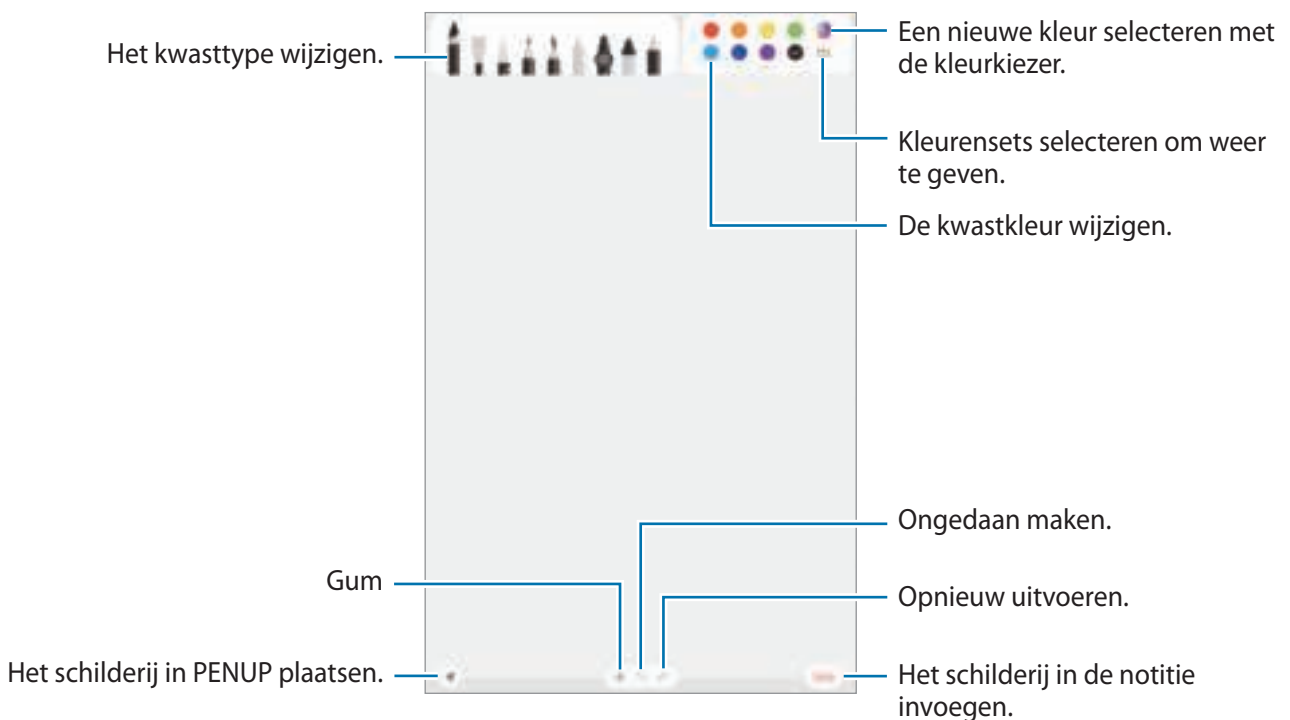 Het kwasttype wijzigen.
Een nieuwe kleur selecteren met
de kleurkiezer.
Kleurensets selecteren om weer
te geven.
De kwastkleur wijzigen.
Ongedaan maken.
Gum
Opnieuw uitvoeren.
Het schilderij in PENUP plaatsen.
Het schilderij in de notitie
invoegen.